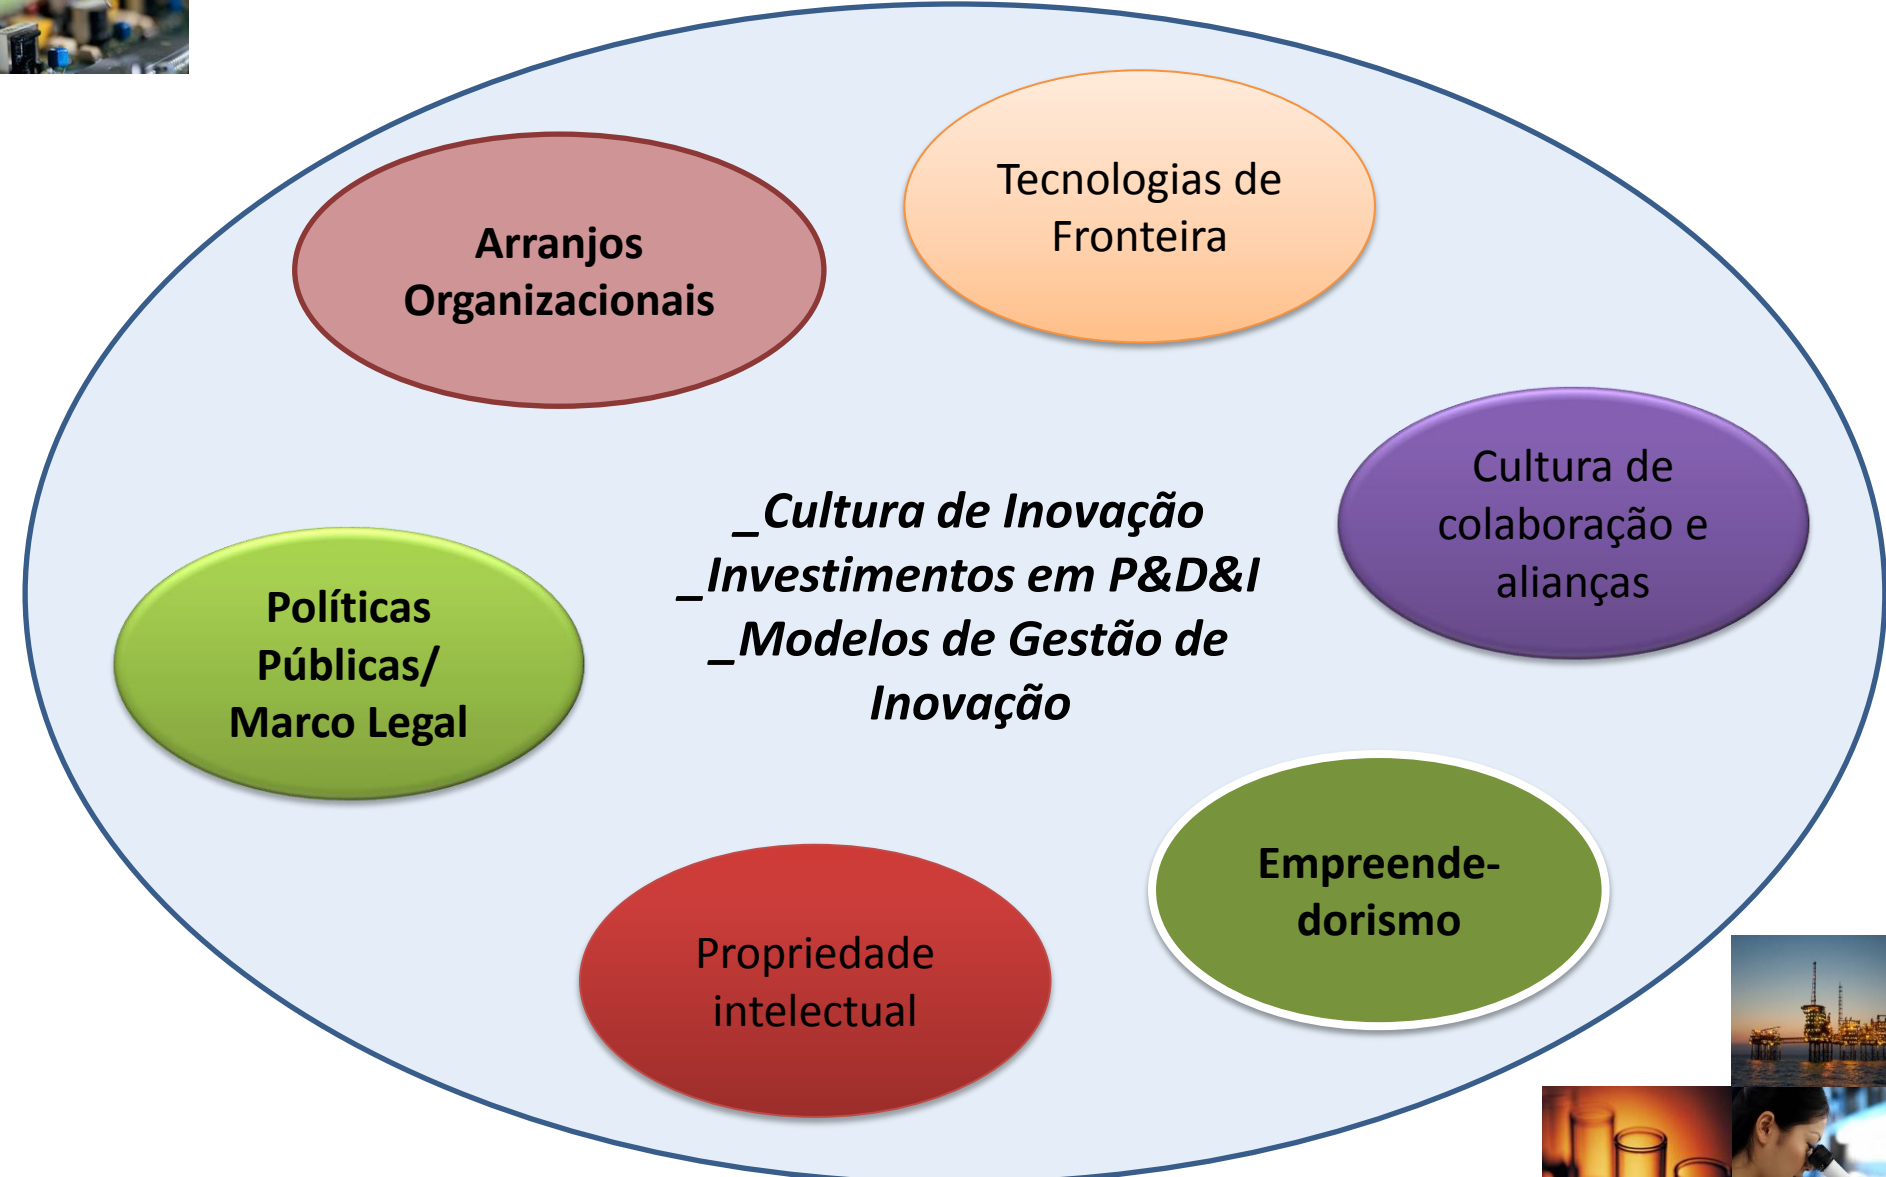 Arranjos
Organizacionais
Tecnologias de
Fronteira
Cultura de
colaboração e
alianças
_Cultura de Inovação
_Investimentos em P&D&I
_Modelos de Gestão de
Inovação
Políticas
Públicas/
Marco Legal
Empreende-
dorismo
Propriedade
intelectual